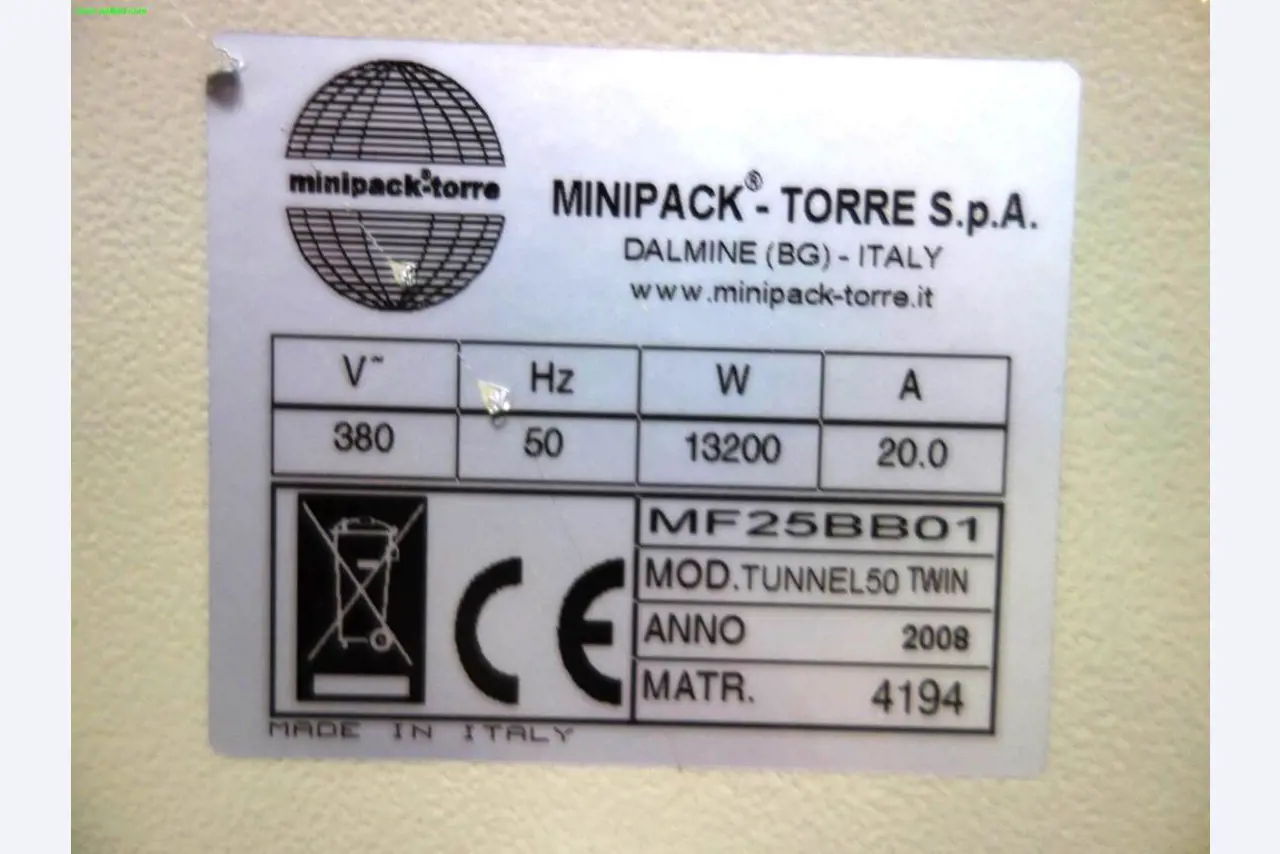 minipack®-torre
MINIPACK®- TORRE S.p.A.
DALMINE (BG) - ITALY
www.minipack-torre.it
V~ Hz W A
380 50 13200 20.0
MF25BB01
MOD.TUNNEL50 TWIN
ANNO 2008
MATR. 4194
CE
MADE IN ITALY